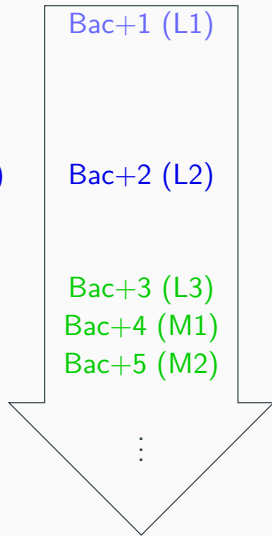 Bac+1 (L1)
) Bac+2 (L2)
Bac+3 (L3)
Bac+4 (M1)
Bac+5 (M2)
⋮